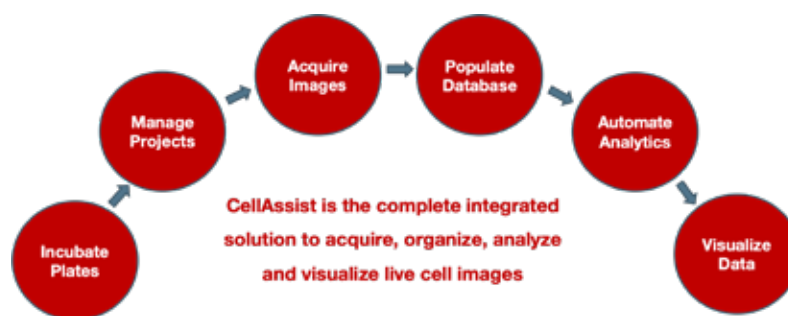 Incubate
Plates
Manage
Projects
Acquire
Images
Populate
Database
Automate
Analytics
Visualize
Data
CellAssist is the complete integrated
solution to acquire, organize, analyze
and visualize live cell images